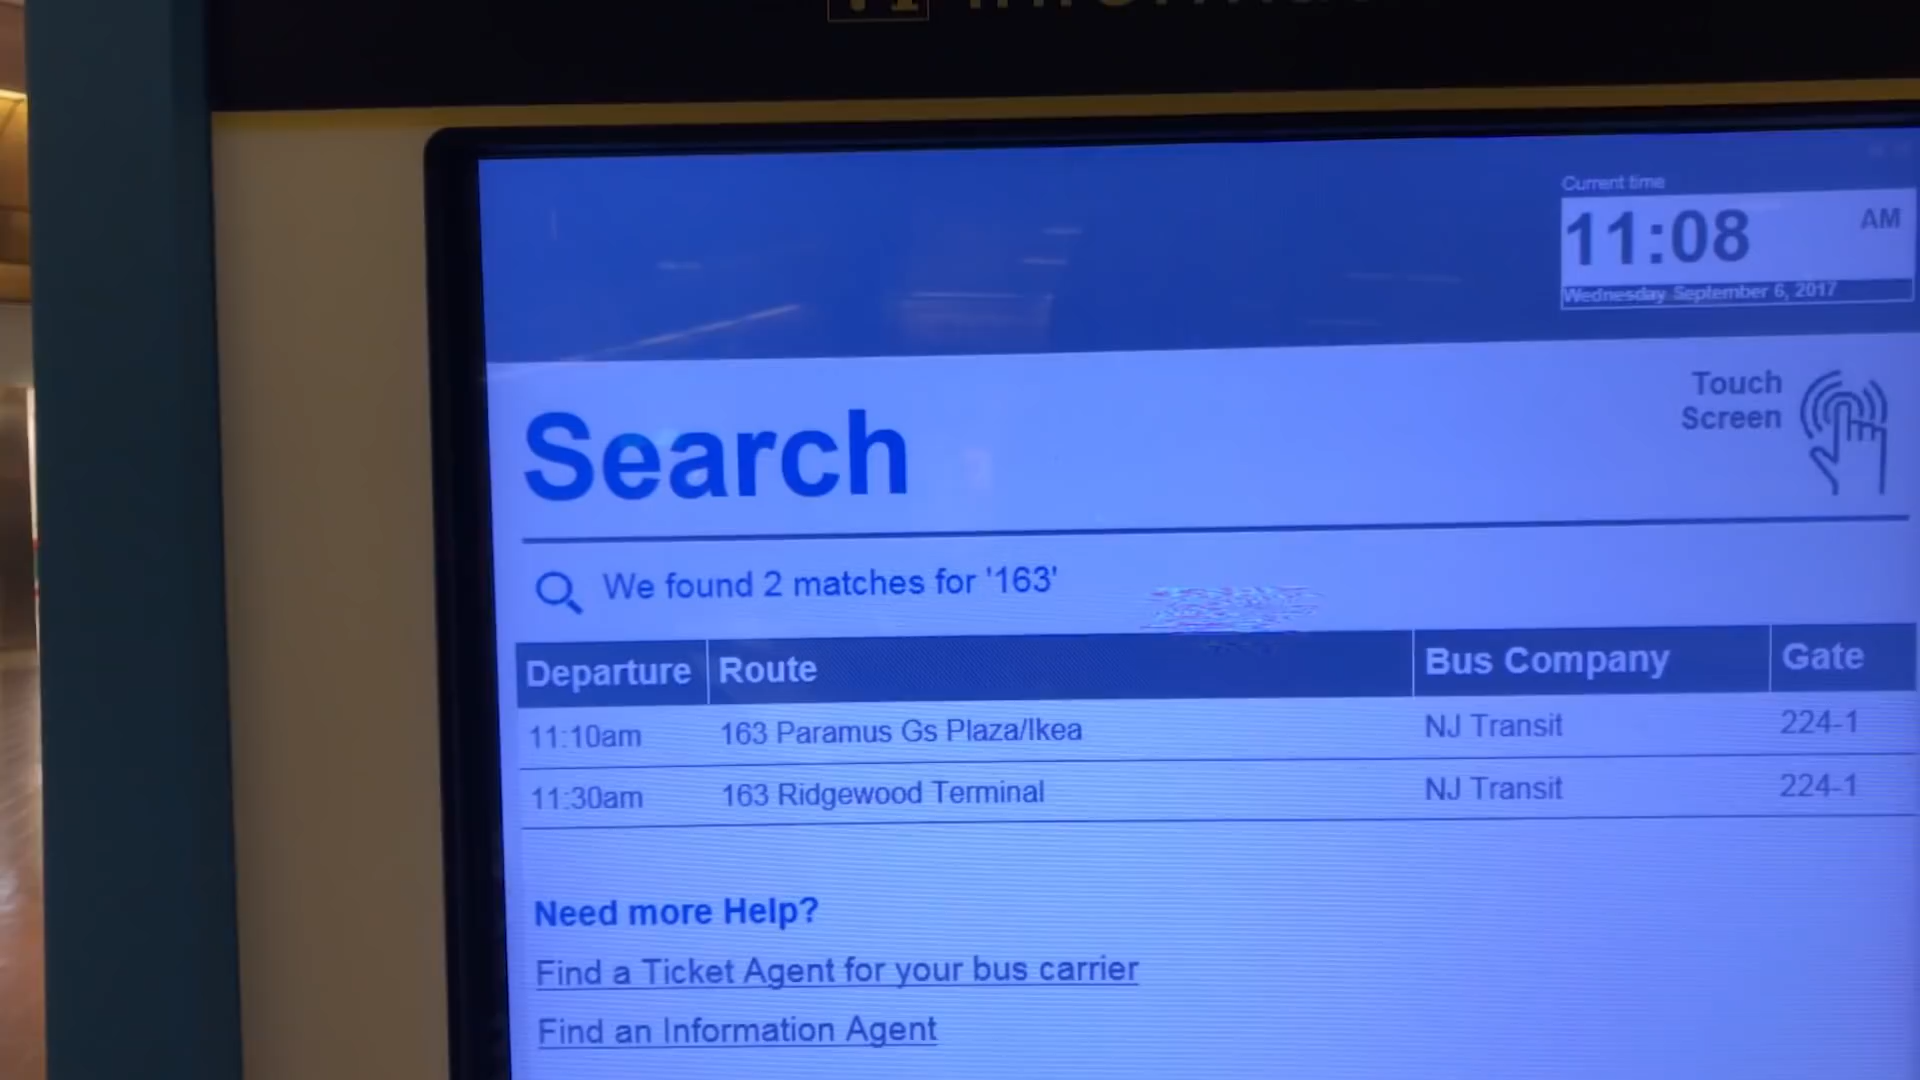 Current time
11:08 AM
Wednesday September 6, 2017
Touch
Screen
Search
We found 2 matches for '163'
Departure Route Bus Company Gate
11:10am 163 Paramus Gs Plaza/Ikea NJ Transit 224-1
11:30am 163 Ridgewood Terminal NJ Transit 224-1
Need more Help?
Find a Ticket Agent for your bus carrier
Find an Information Agent